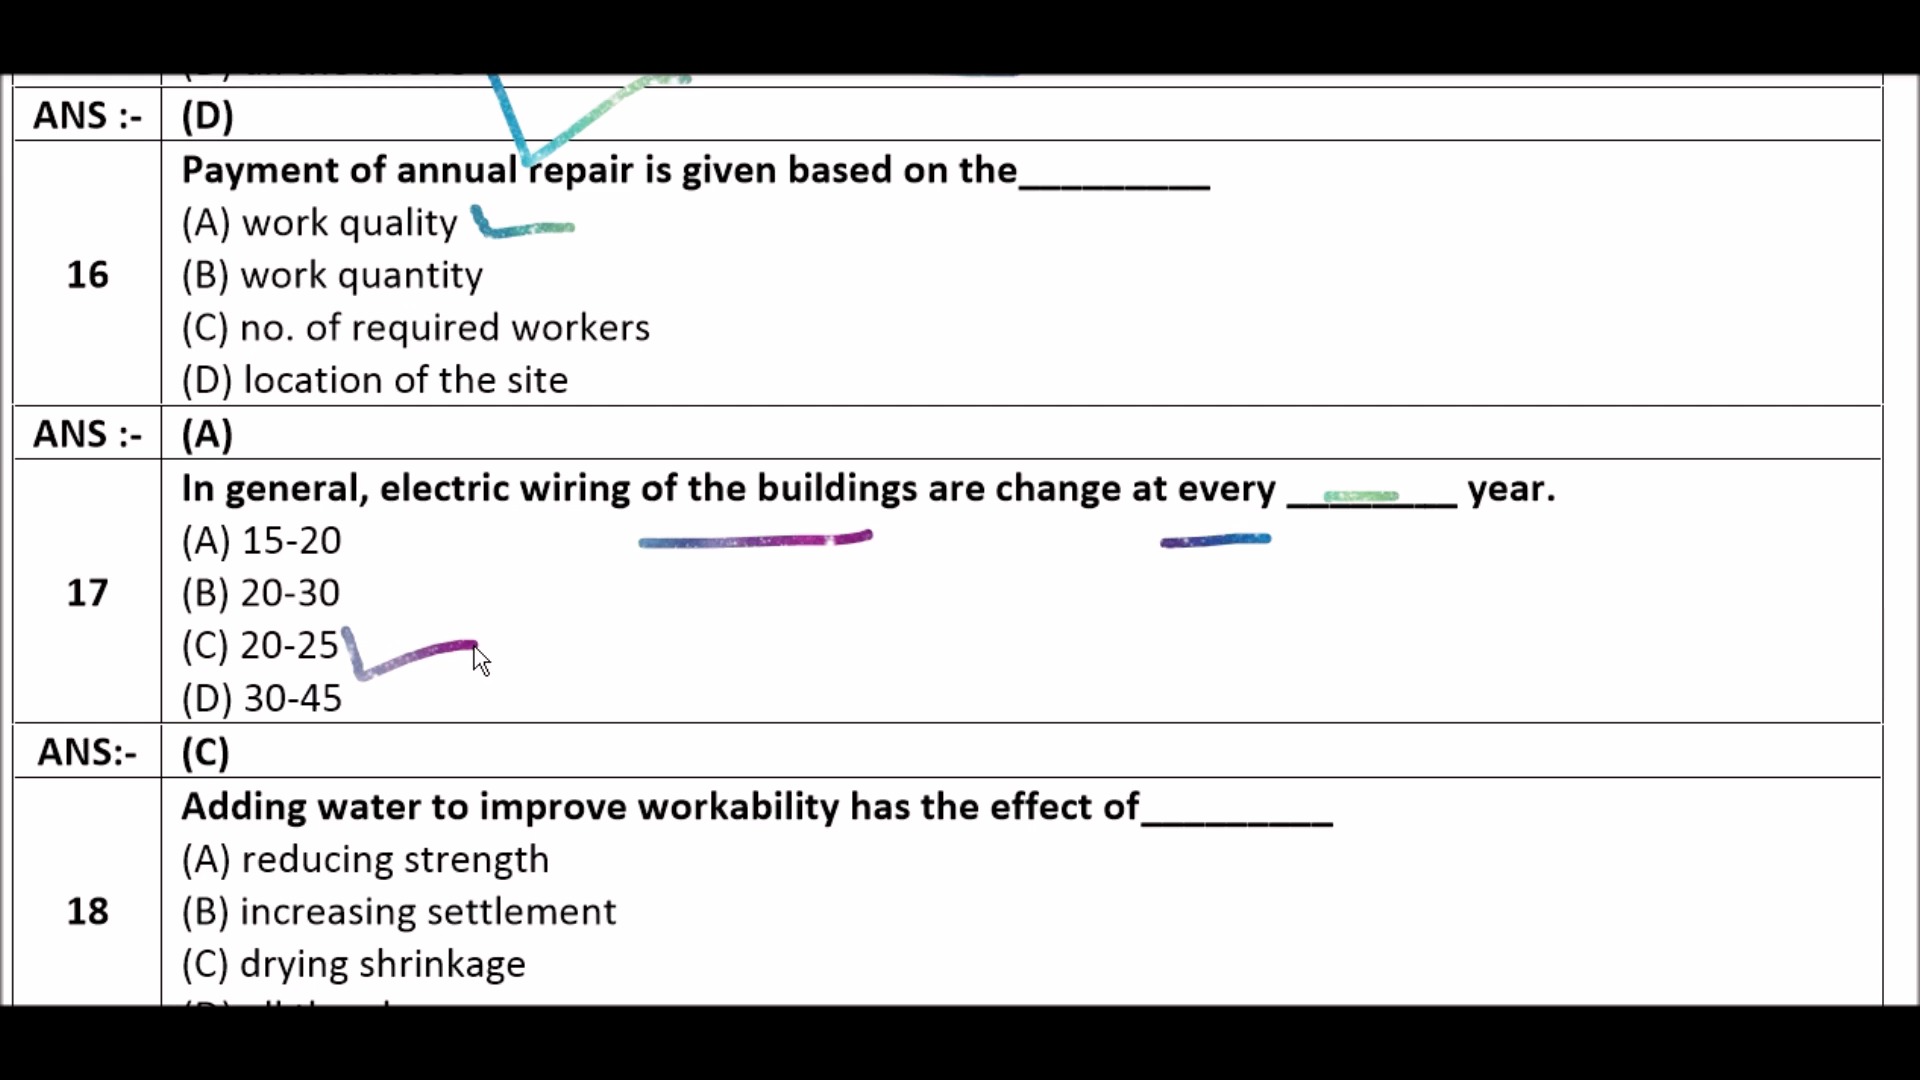 ANS :- (D)
Payment of annual repair is given based on the_________
(A) work quality
(B) work quantity
16
(C) no. of required workers
(D) location of the site
ANS :- (A)
In general, electric wiring of the buildings are change at every ________ year.
(A) 15-20
(B) 20-30
17
(C) 20-25
(D) 30-45
ANS:- (C)
Adding water to improve workability has the effect of_________
(A) reducing strength
(B) increasing settlement
18
(C) drying shrinkage